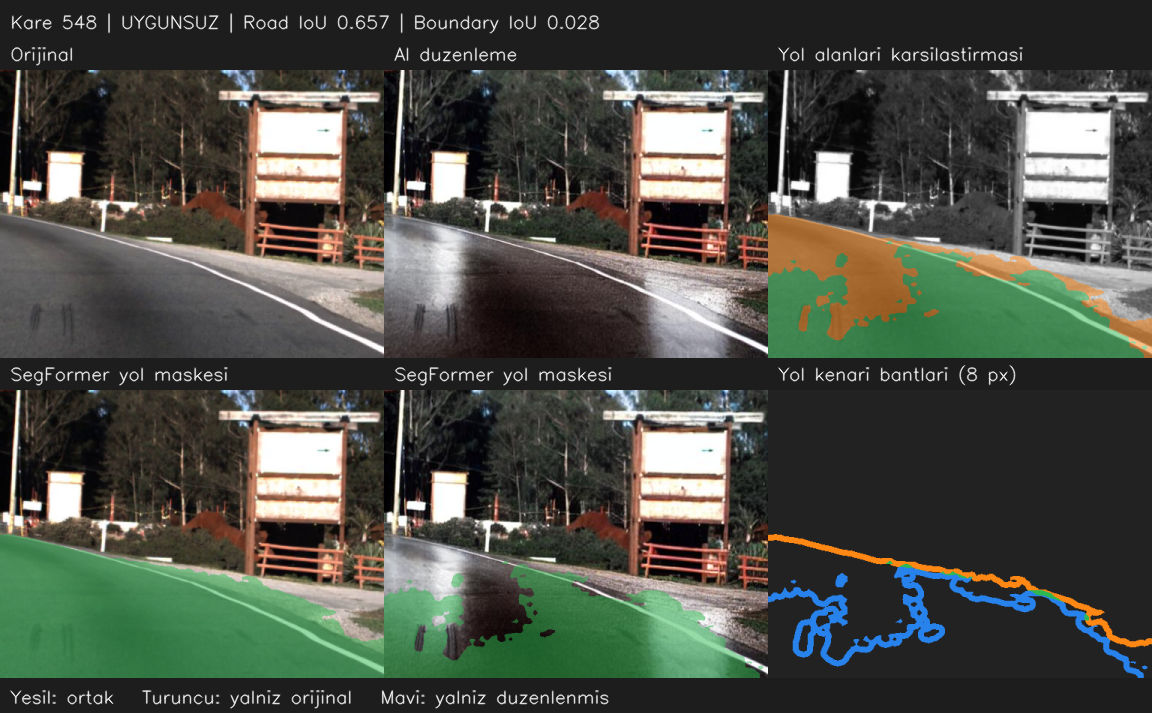 Kare 548 | UYGUNSUZ | Road IoU 0.657 | Boundary IoU 0.028
Orijinal
AI duzenleme
Yol alanlari karsilastirmasi
SegFormer yol maskesi
SegFormer yol maskesi
Yol kenari bantlari (8 px)
Yesil: ortak Turuncu: yalniz orijinal Mavi: yalniz duzenlenmis